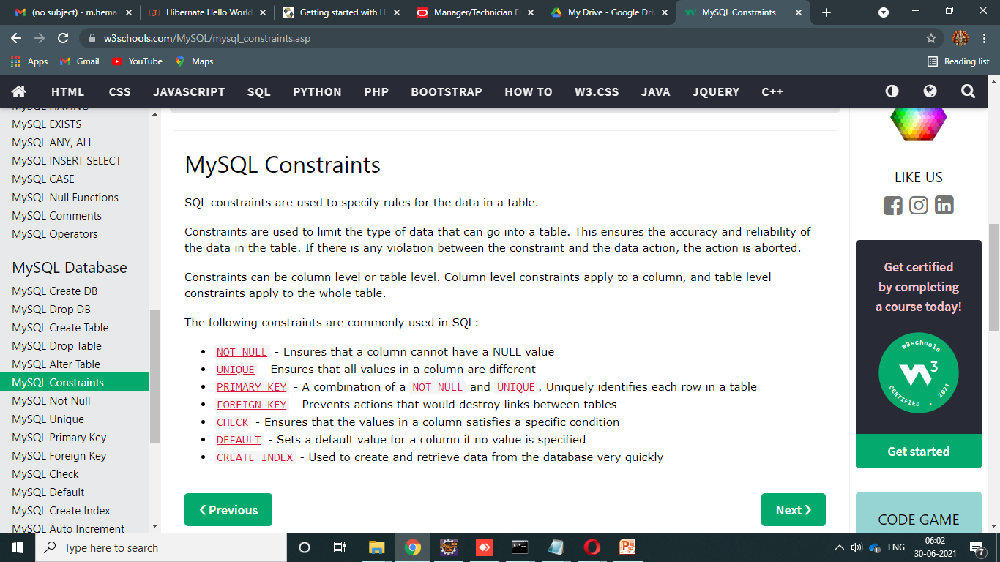 (no subject) - m.hema
Hibernate Hello World
Getting started with Hi
Manager/Technician Fr
My Drive - Google Driv
MySQL Constraints
w3schools.com/MySQL/mysql_constraints.asp
Apps
Gmail
YouTube
Maps
Reading list
HTML CSS JAVASCRIPT SQL PYTHON PHP BOOTSTRAP HOW TO W3.CSS JAVA JQUERY C++
MySQL HAVING
MySQL EXISTS
MySQL ANY, ALL
MySQL INSERT SELECT
MySQL CASE
MySQL Null Functions
MySQL Comments
MySQL Operators
MySQL Database
MySQL Create DB
MySQL Drop DB
MySQL Create Table
MySQL Drop Table
MySQL Alter Table
MySQL Constraints
MySQL Not Null
MySQL Unique
MySQL Primary Key
MySQL Foreign Key
MySQL Check
MySQL Default
MySQL Create Index
MySQL Auto Increment
MySQL Constraints
SQL constraints are used to specify rules for the data in a table.
Constraints are used to limit the type of data that can go into a table. This ensures the accuracy and reliability of
the data in the table. If there is any violation between the constraint and the data action, the action is aborted.
Constraints can be column level or table level. Column level constraints apply to a column, and table level
constraints apply to the whole table.
The following constraints are commonly used in SQL:
• NOT NULL - Ensures that a column cannot have a NULL value
• UNIQUE - Ensures that all values in a column are different
• PRIMARY KEY - A combination of a NOT NULL and UNIQUE. Uniquely identifies each row in a table
• FOREIGN KEY - Prevents actions that would destroy links between tables
• CHECK - Ensures that the values in a column satisfies a specific condition
• DEFAULT - Sets a default value for a column if no value is specified
• CREATE INDEX - Used to create and retrieve data from the database very quickly
❮ Previous
Next ❯
LIKE US
Get certified
by completing
a course today!
w3schools
W3
CERTIFIED . 2021
Get started
CODE GAME
Type here to search
ENG
06:02
30-06-2021
7